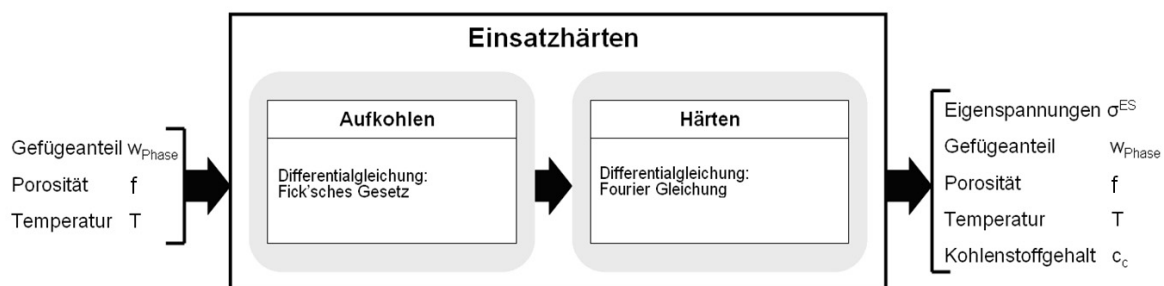 Einsatzhärten
Gefügeanteil w_Phase
Porosität f
Temperatur T
Aufkohlen
Differentialgleichung:
Fick'sches Gesetz
Härten
Differentialgleichung:
Fourier Gleichung
Eigenspannungen σ^ES
Gefügeanteil w_Phase
Porosität f
Temperatur T
Kohlenstoffgehalt c_c